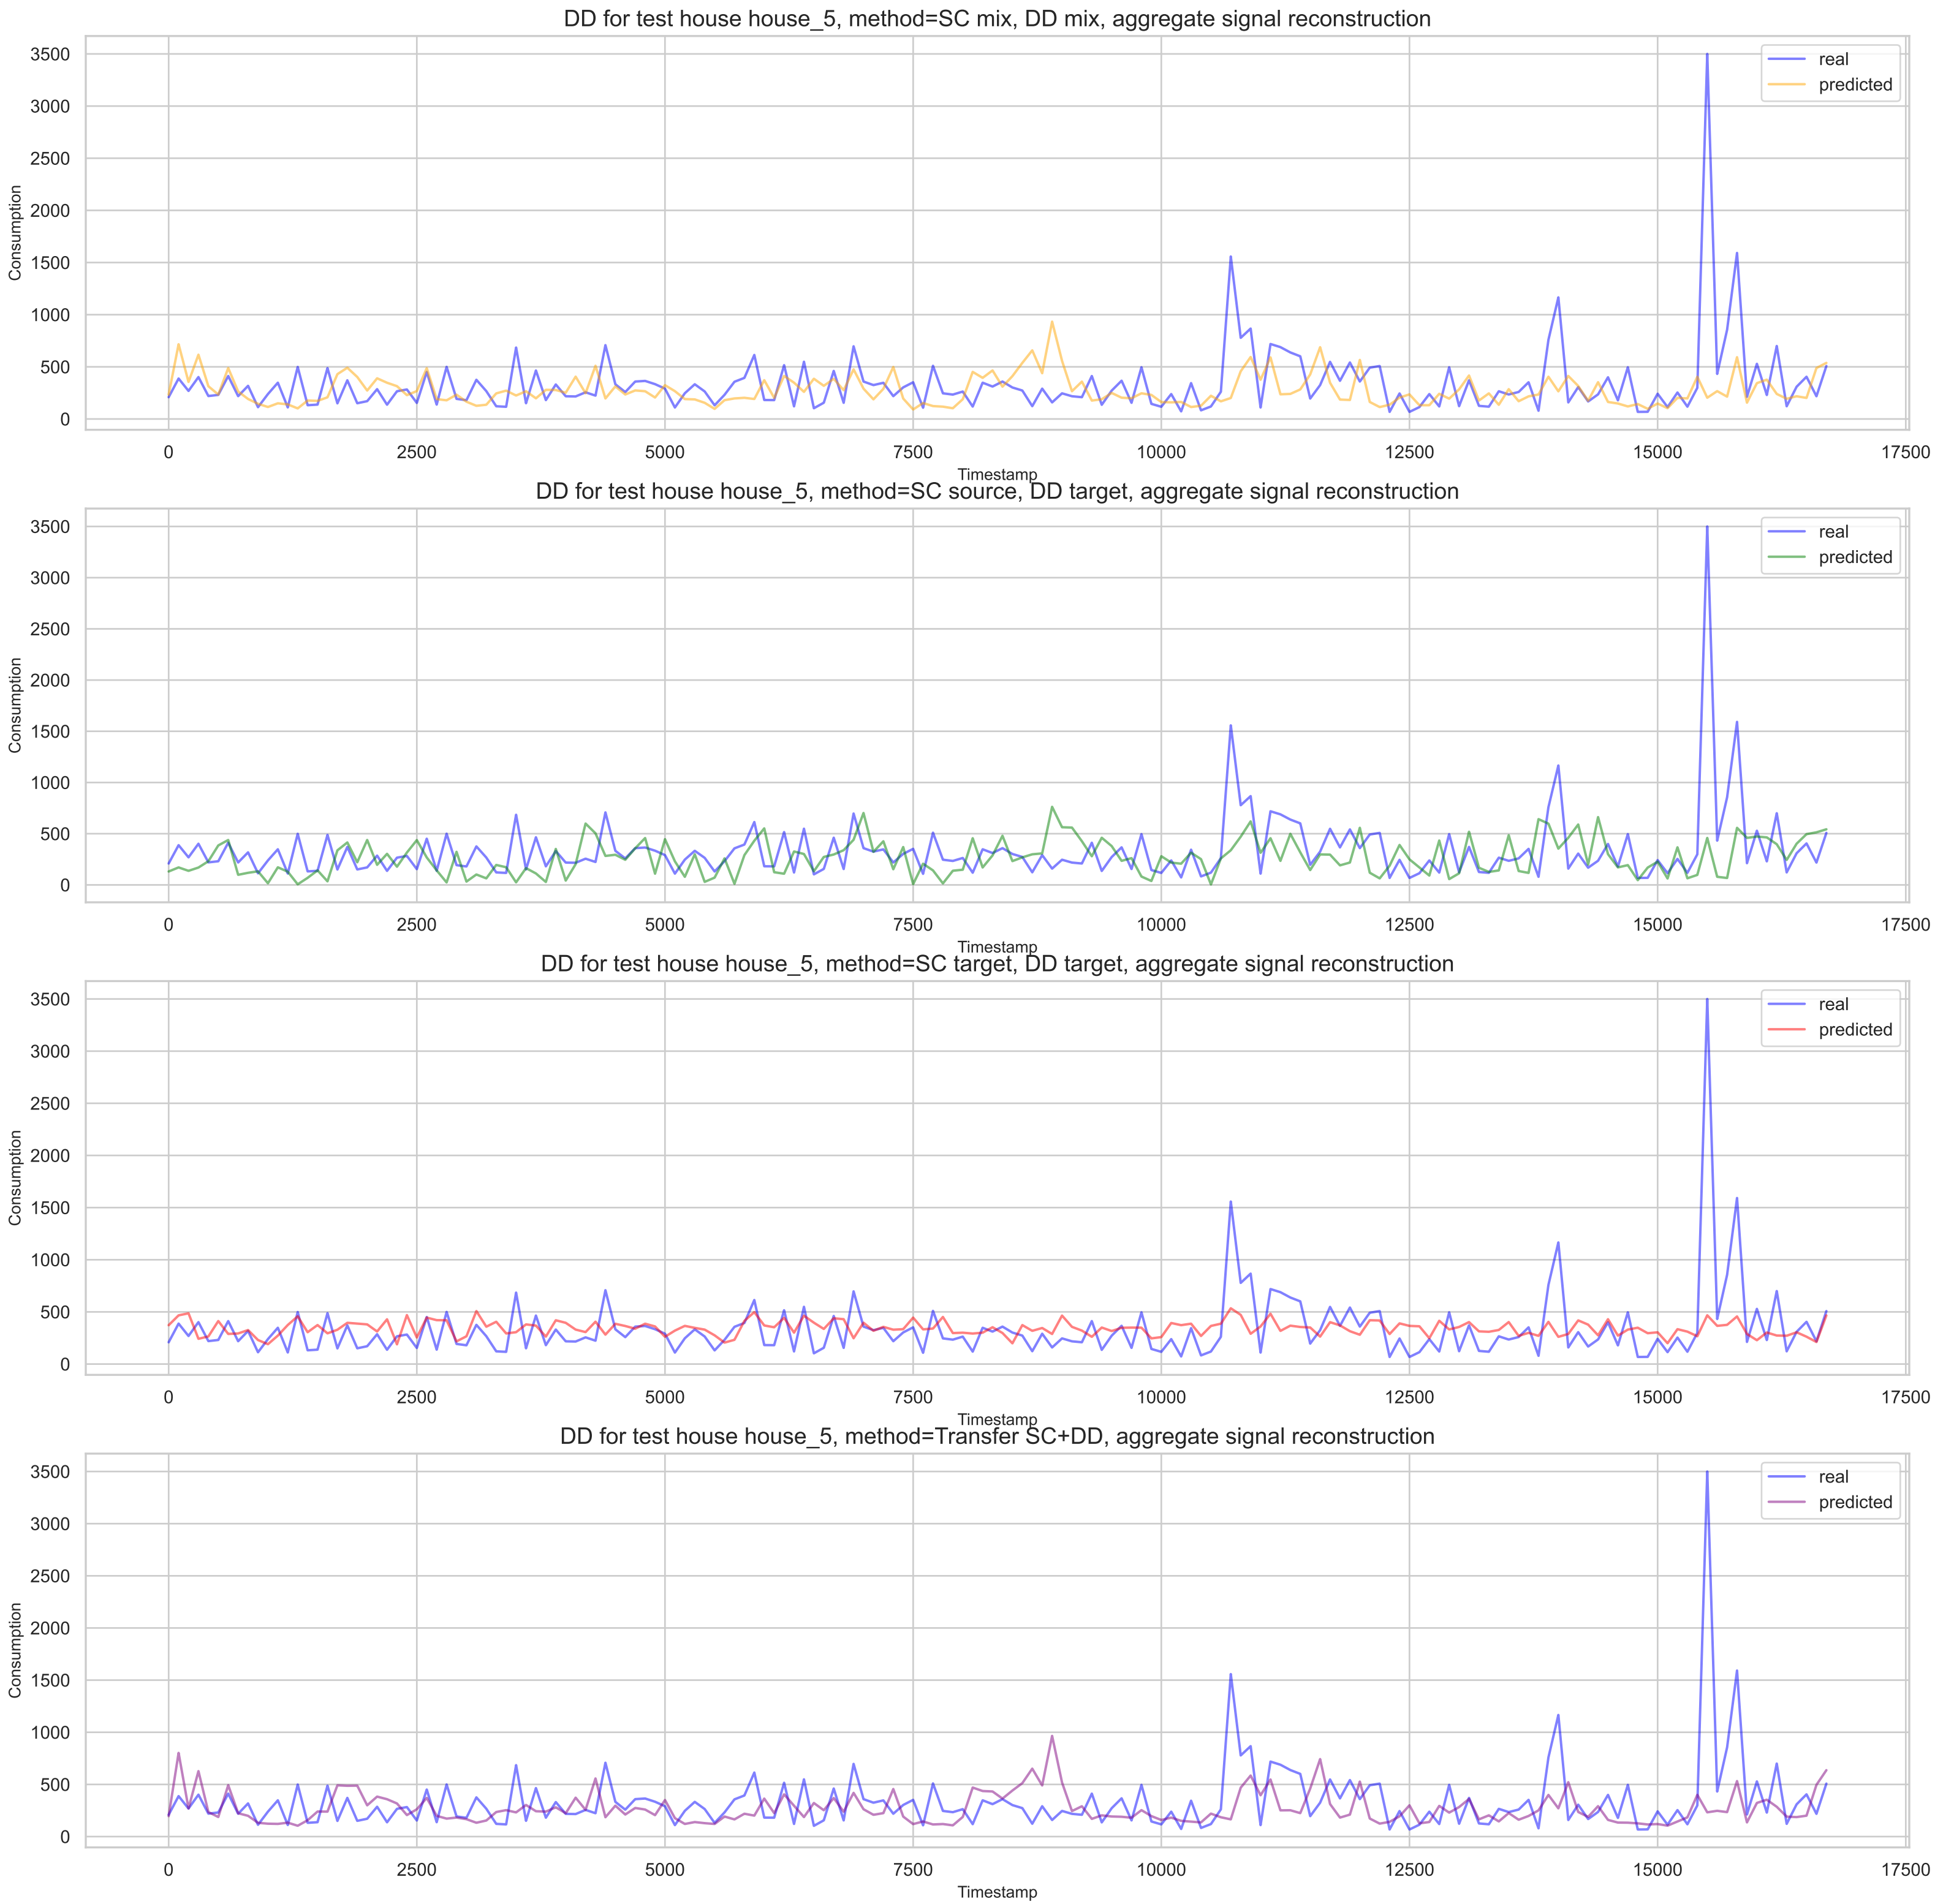 DD for test house house_5, method=SC mix, DD mix, aggregate signal reconstruction
3500
3000
2500
2000
1500
1000
500
0
Consumption
real
predicted
0 2500 5000 7500 10000 12500 15000 17500
Timestamp
DD for test house house_5, method=SC source, DD target, aggregate signal reconstruction
3500
3000
2500
2000
1500
1000
500
0
Consumption
real
predicted
0 2500 5000 7500 10000 12500 15000 17500
Timestamp
DD for test house house_5, method=SC target, DD target, aggregate signal reconstruction
3500
3000
2500
2000
1500
1000
500
0
Consumption
real
predicted
0 2500 5000 7500 10000 12500 15000 17500
Timestamp
DD for test house house_5, method=Transfer SC+DD, aggregate signal reconstruction
3500
3000
2500
2000
1500
1000
500
0
Consumption
real
predicted
0 2500 5000 7500 10000 12500 15000 17500
Timestamp